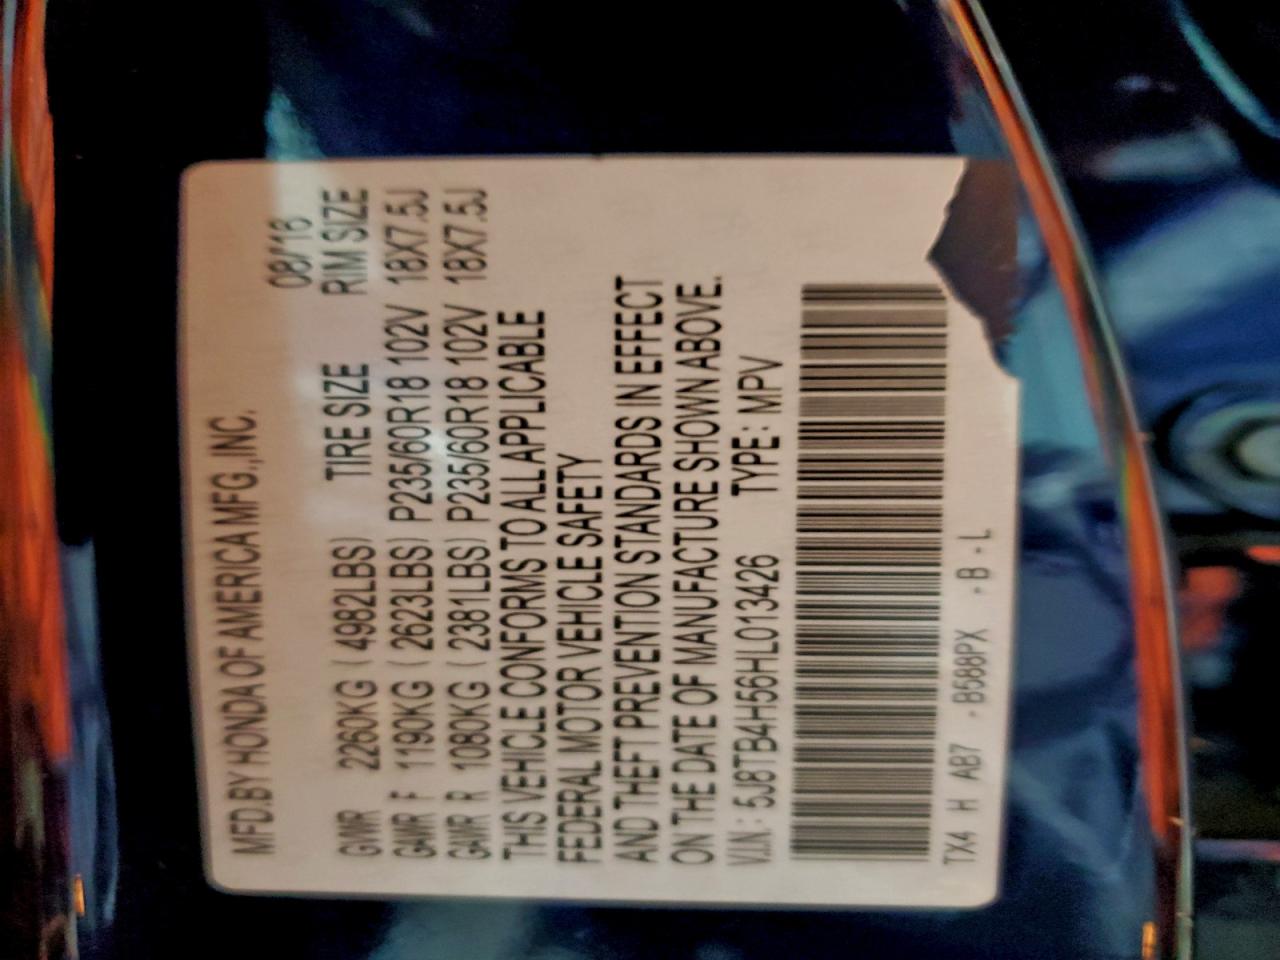 MFD.BY HONDA OF AMERICA MFG.,INC.
08/16
TIRE SIZE RIM SIZE
GVWR 2260KG ( 4982LBS)
GAWR F 1190KG ( 2623LBS) P235/60R18 102V 18X7.5J
GAWR R 1080KG ( 2381LBS) P235/60R18 102V 18X7.5J
THIS VEHICLE CONFORMS TO ALL APPLICABLE
FEDERAL MOTOR VEHICLE SAFETY
AND THEFT PREVENTION STANDARDS IN EFFECT
ON THE DATE OF MANUFACTURE SHOWN ABOVE.
V.I.N.: 5J8TB4H56HL013426 TYPE: MPV
TX4 H AB7 -B588PX -B-L